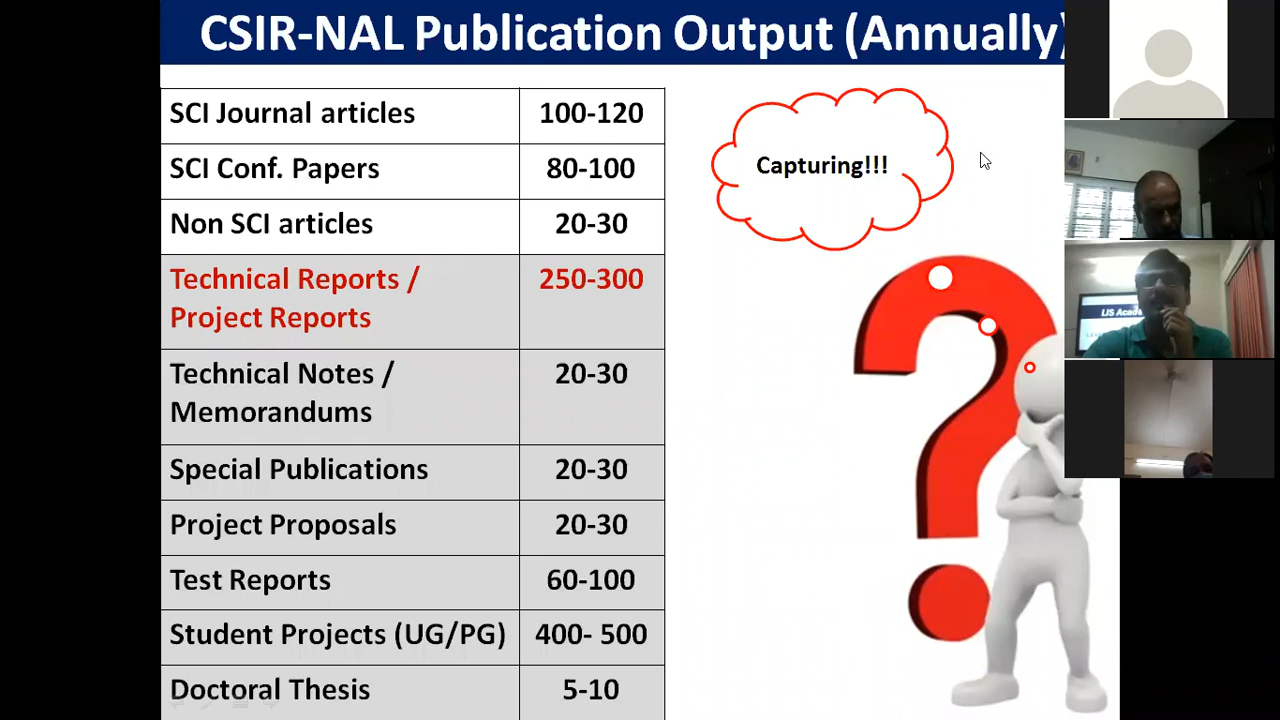 CSIR-NAL Publication Output (Annually)
SCI Journal articles 100-120
SCI Conf. Papers 80-100
Non SCI articles 20-30
Technical Reports / 250-300
Project Reports
Technical Notes / 20-30
Memorandums
Special Publications 20-30
Project Proposals 20-30
Test Reports 60-100
Student Projects (UG/PG) 400- 500
Doctoral Thesis 5-10
Capturing!!!
LIS Acad